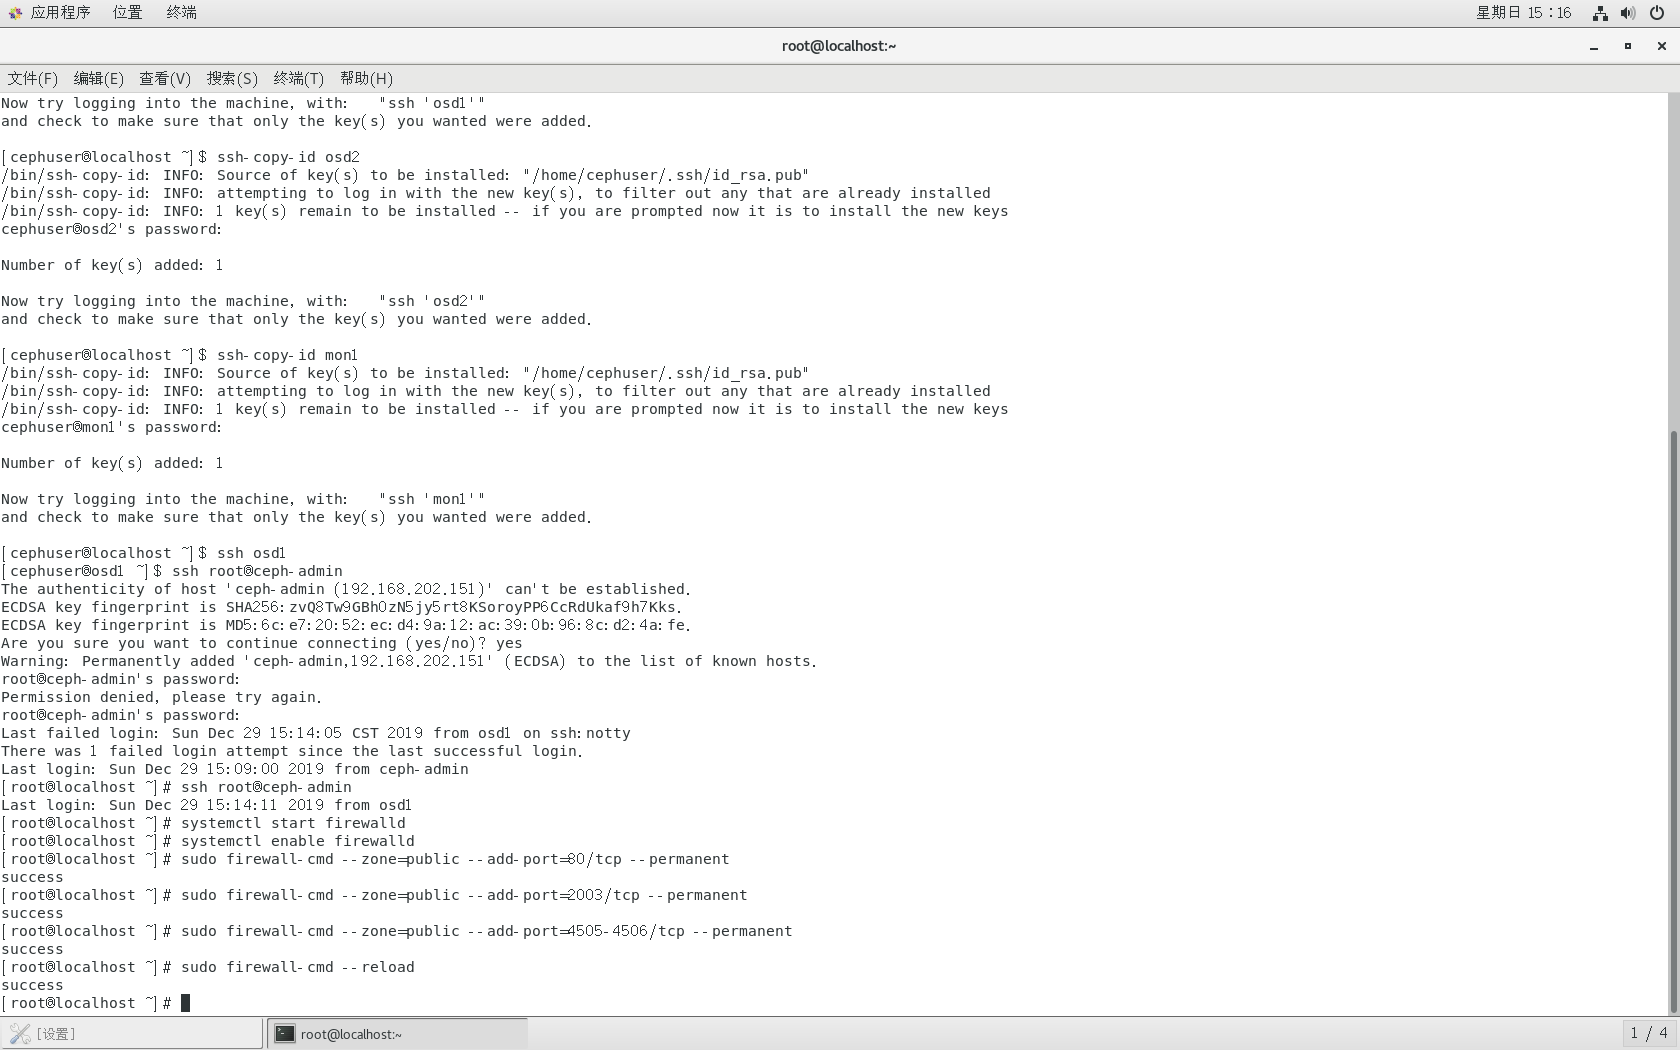 应用程序 位置 终端 星期日 15：16
root@localhost:~
文件(F) 编辑(E) 查看(V) 搜索(S) 终端(T) 帮助(H)
Now try logging into the machine, with:   "ssh 'osd1'"
and check to make sure that only the key(s) you wanted were added.
[cephuser@localhost ~]$ ssh-copy-id osd2
/bin/ssh-copy-id: INFO: Source of key(s) to be installed: "/home/cephuser/.ssh/id_rsa.pub"
/bin/ssh-copy-id: INFO: attempting to log in with the new key(s), to filter out any that are already installed
/bin/ssh-copy-id: INFO: 1 key(s) remain to be installed -- if you are prompted now it is to install the new keys
cephuser@osd2's password:
Number of key(s) added: 1
Now try logging into the machine, with:   "ssh 'osd2'"
and check to make sure that only the key(s) you wanted were added.
[cephuser@localhost ~]$ ssh-copy-id mon1
/bin/ssh-copy-id: INFO: Source of key(s) to be installed: "/home/cephuser/.ssh/id_rsa.pub"
/bin/ssh-copy-id: INFO: attempting to log in with the new key(s), to filter out any that are already installed
/bin/ssh-copy-id: INFO: 1 key(s) remain to be installed -- if you are prompted now it is to install the new keys
cephuser@mon1's password:
Number of key(s) added: 1
Now try logging into the machine, with:   "ssh 'mon1'"
and check to make sure that only the key(s) you wanted were added.
[cephuser@localhost ~]$ ssh osd1
[cephuser@osd1 ~]$ ssh root@ceph-admin
The authenticity of host 'ceph-admin (192.168.202.151)' can't be established.
ECDSA key fingerprint is SHA256:zvQ8Tw9GBh0zN5jy5rt8KSoroyPP6CcRdUkaf9h7Kks.
ECDSA key fingerprint is MD5:6c:e7:20:52:ec:d4:9a:12:ac:39:0b:96:8c:d2:4a:fe.
Are you sure you want to continue connecting (yes/no)? yes
Warning: Permanently added 'ceph-admin,192.168.202.151' (ECDSA) to the list of known hosts.
root@ceph-admin's password:
Permission denied, please try again.
root@ceph-admin's password:
Last failed login: Sun Dec 29 15:14:05 CST 2019 from osd1 on ssh:notty
There was 1 failed login attempt since the last successful login.
Last login: Sun Dec 29 15:09:00 2019 from ceph-admin
[root@localhost ~]# ssh root@ceph-admin
Last login: Sun Dec 29 15:14:11 2019 from osd1
[root@localhost ~]# systemctl start firewalld
[root@localhost ~]# systemctl enable firewalld
[root@localhost ~]# sudo firewall-cmd --zone=public --add-port=80/tcp --permanent
success
[root@localhost ~]# sudo firewall-cmd --zone=public --add-port=2003/tcp --permanent
success
[root@localhost ~]# sudo firewall-cmd --zone=public --add-port=4505-4506/tcp --permanent
success
[root@localhost ~]# sudo firewall-cmd --reload
success
[root@localhost ~]#
[设置] root@localhost:~ 1 / 4